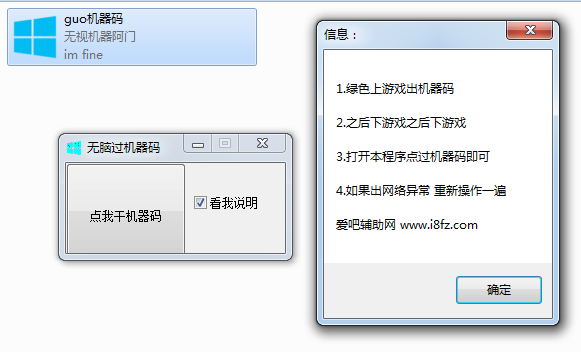 guo机器码
无视机器阿门
im fine
无脑过机器码
点我干机器码
看我说明
信息：
1.绿色上游戏出机器码
2.之后下游戏之后下游戏
3.打开本程序点过机器码即可
4.如果出网络异常 重新操作一遍
爱吧辅助网 www.i8fz.com
确定